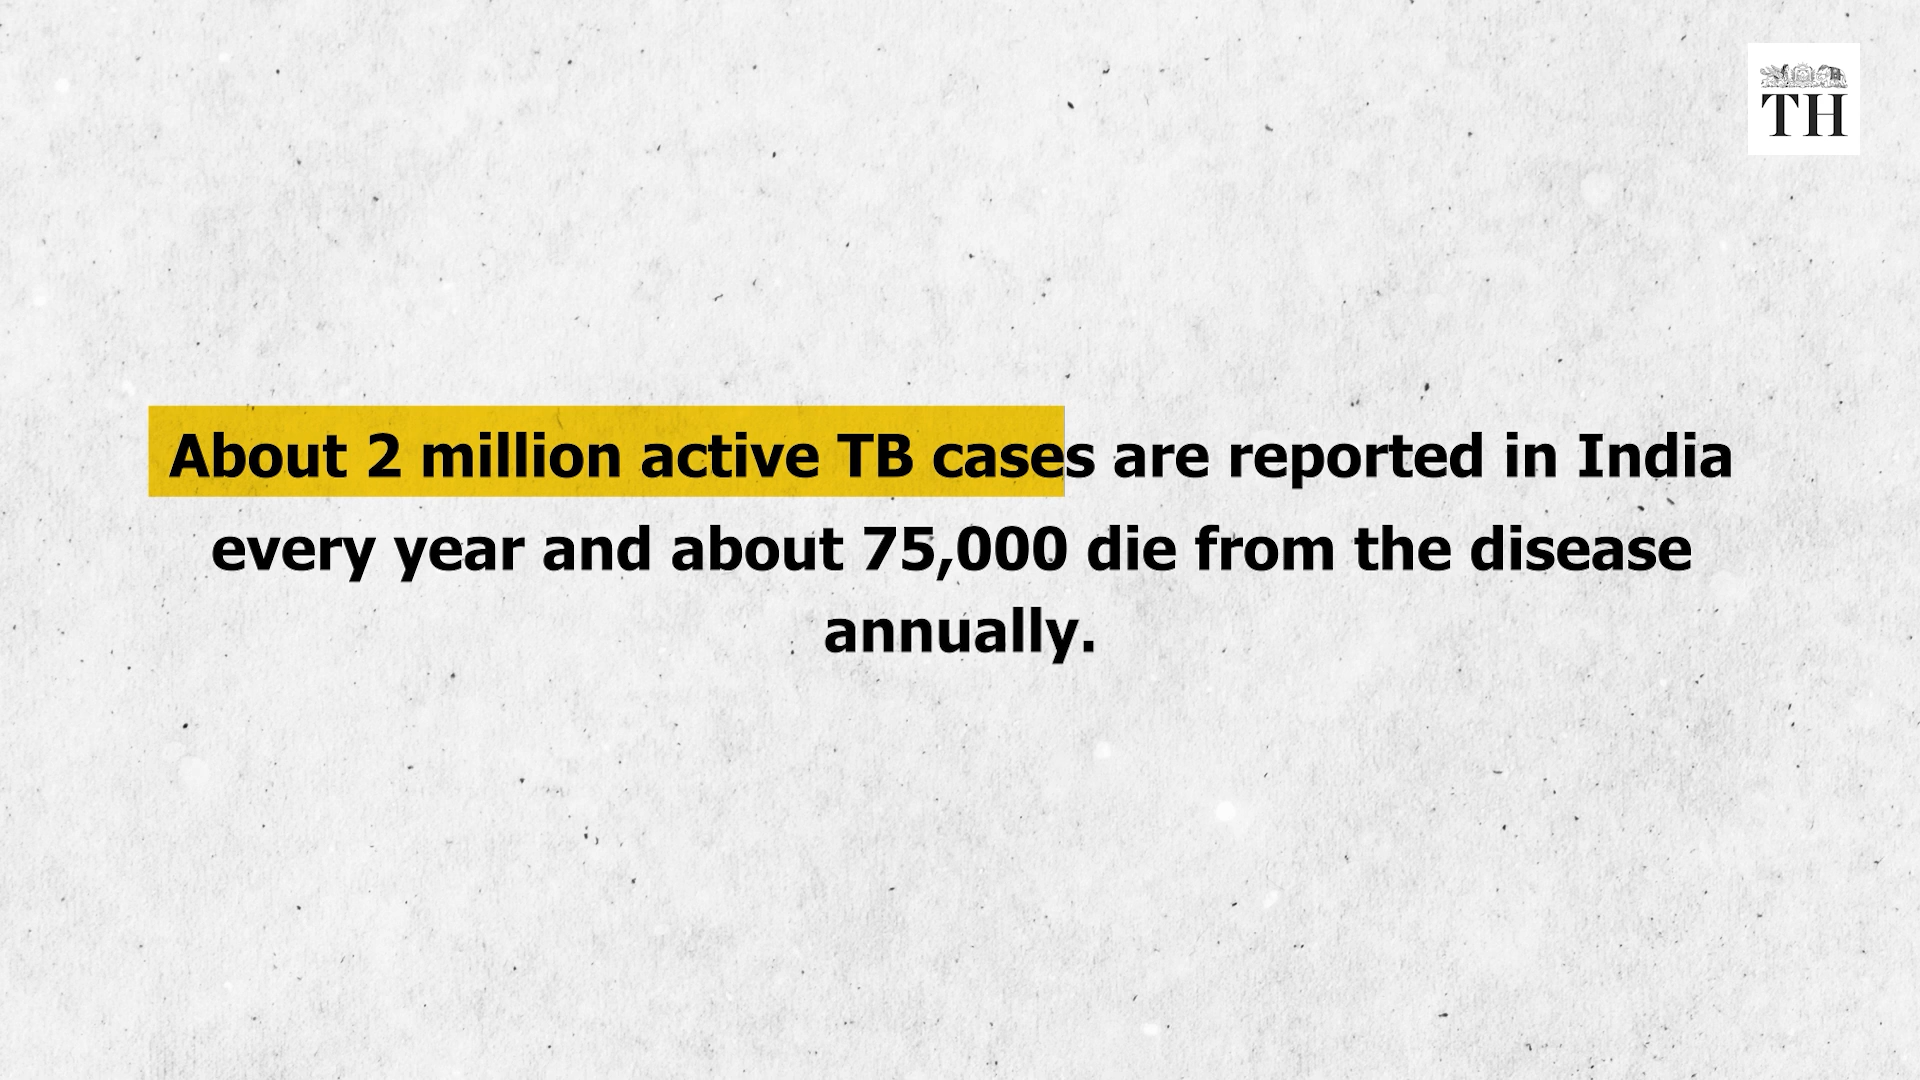 TH
About 2 million active TB cases are reported in India
every year and about 75,000 die from the disease
annually.